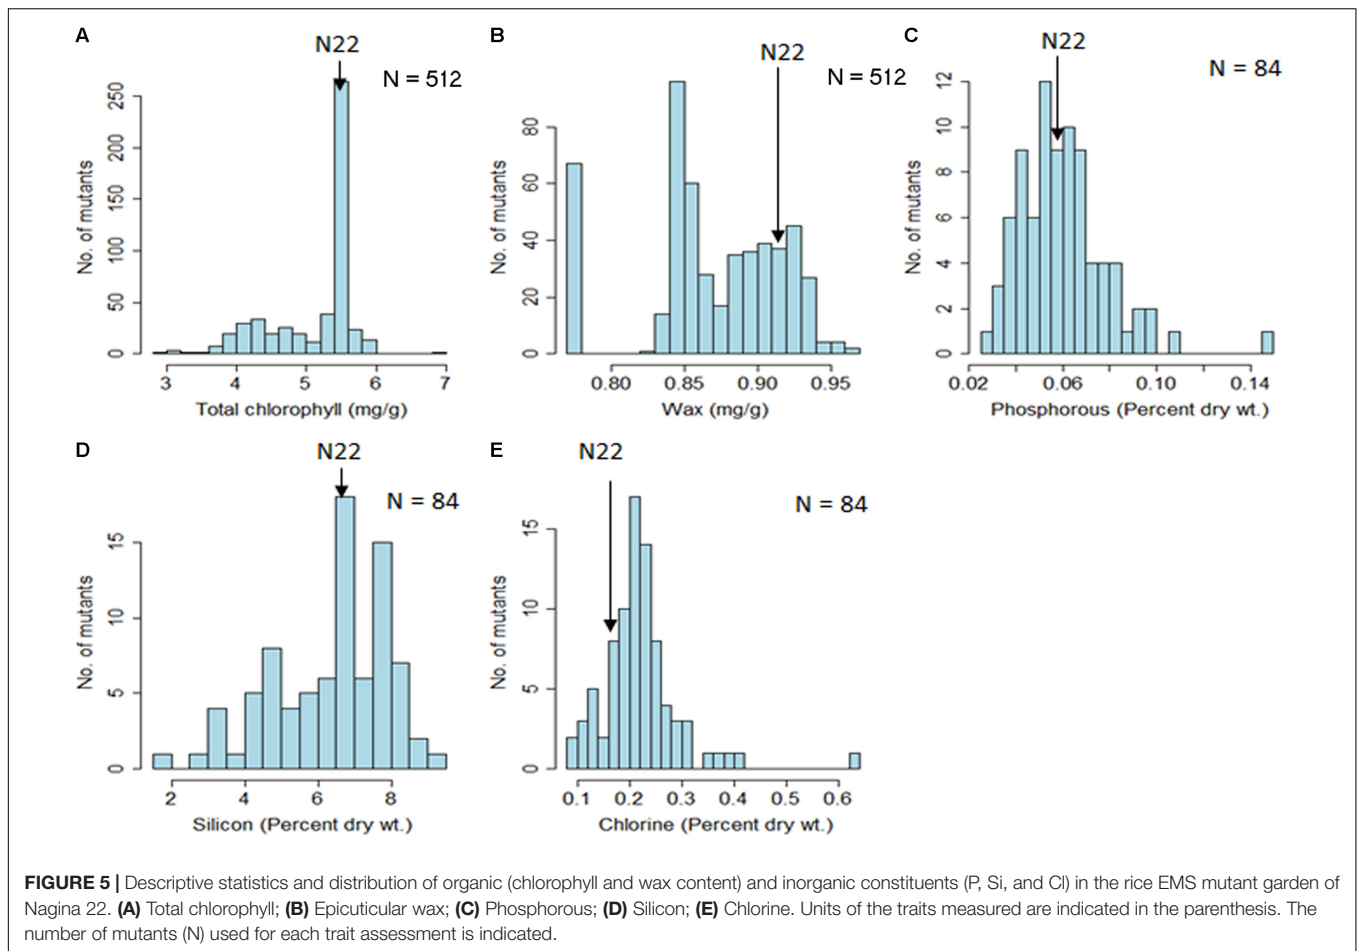 A
N22
N = 512
No. of mutants
0 50 100 150 200 250
3 4 5 6 7
Total chlorophyll (mg/g)
B
N22
N = 512
No. of mutants
0 20 40 60 80
0.80 0.85 0.90 0.95
Wax (mg/g)
C
N22
N = 84
No. of mutants
0 2 4 6 8 10 12
0.02 0.06 0.10 0.14
Phosphorous (Percent dry wt.)
D
N22
N = 84
No. of mutants
0 5 10 15
2 4 6 8
Silicon (Percent dry wt.)
E
N22
N = 84
No. of mutants
0 5 10 15
0.1 0.2 0.3 0.4 0.5 0.6
Chlorine (Percent dry wt.)
FIGURE 5 | Descriptive statistics and distribution of organic (chlorophyll and wax content) and inorganic constituents (P, Si, and Cl) in the rice EMS mutant garden of
Nagina 22. (A) Total chlorophyll; (B) Epicuticular wax; (C) Phosphorous; (D) Silicon; (E) Chlorine. Units of the traits measured are indicated in the parenthesis. The
number of mutants (N) used for each trait assessment is indicated.